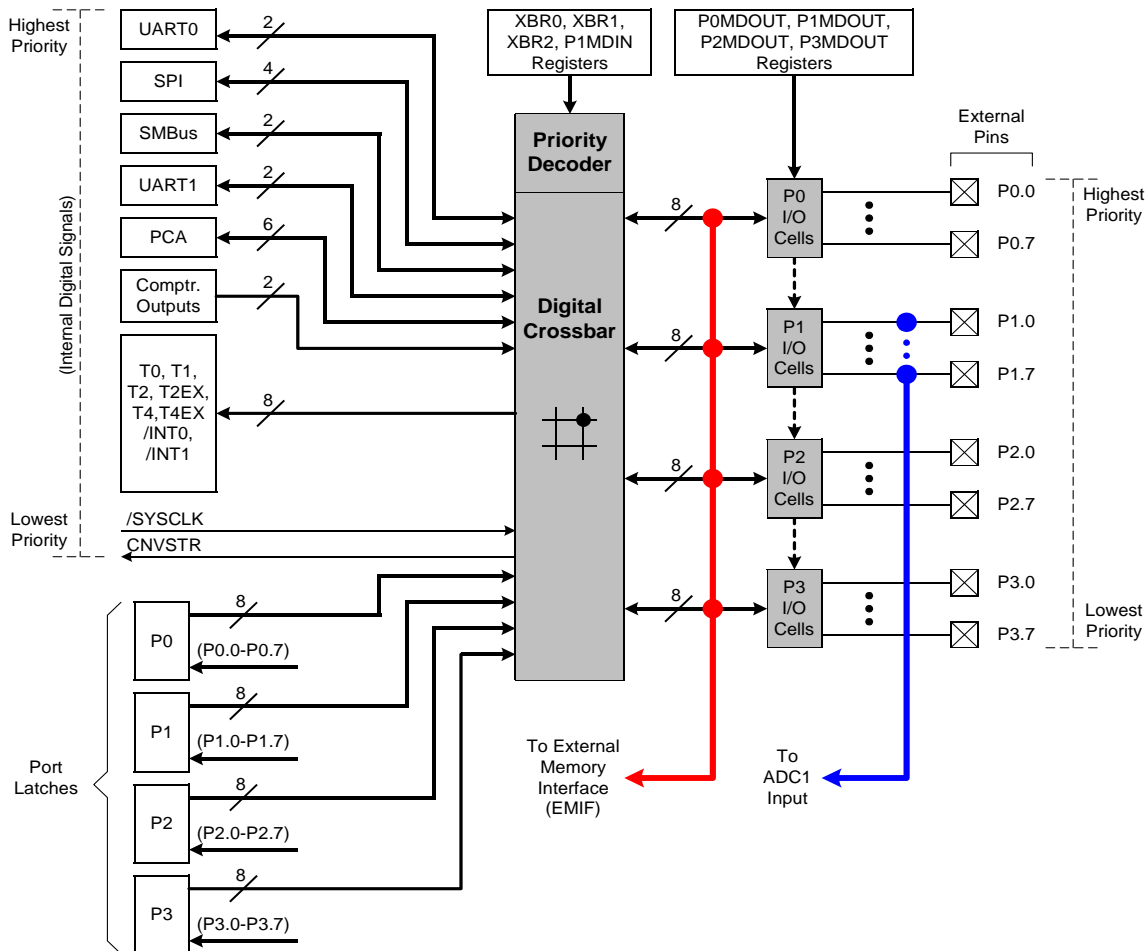 Highest
Priority
UART0
2
SPI
4
SMBus
2
UART1
2
PCA
6
Comptr.
Outputs
2
T0, T1,
T2, T2EX,
T4,T4EX
/INT0,
/INT1
8
(Internal Digital Signals)
Lowest
Priority
/SYSCLK
CNVSTR
XBR0, XBR1,
XBR2, P1MDIN
Registers
P0MDOUT, P1MDOUT,
P2MDOUT, P3MDOUT
Registers
Priority
Decoder
Digital
Crossbar
8
8
8
8
P0
I/O
Cells
P1
I/O
Cells
P2
I/O
Cells
P3
I/O
Cells
External
Pins
P0.0
P0.7
P1.0
P1.7
P2.0
P2.7
P3.0
P3.7
Highest
Priority
Lowest
Priority
Port
Latches
P0
8
(P0.0-P0.7)
P1
8
(P1.0-P1.7)
P2
8
(P2.0-P2.7)
P3
8
(P3.0-P3.7)
To External
Memory
Interface
(EMIF)
To
ADC1
Input